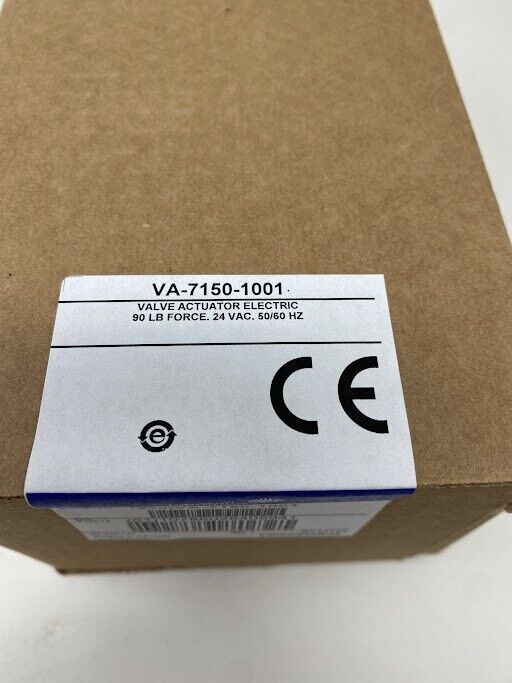 VA-7150-1001
VALVE ACTUATOR ELECTRIC
90 LB FORCE. 24 VAC. 50/60 HZ
CE
e